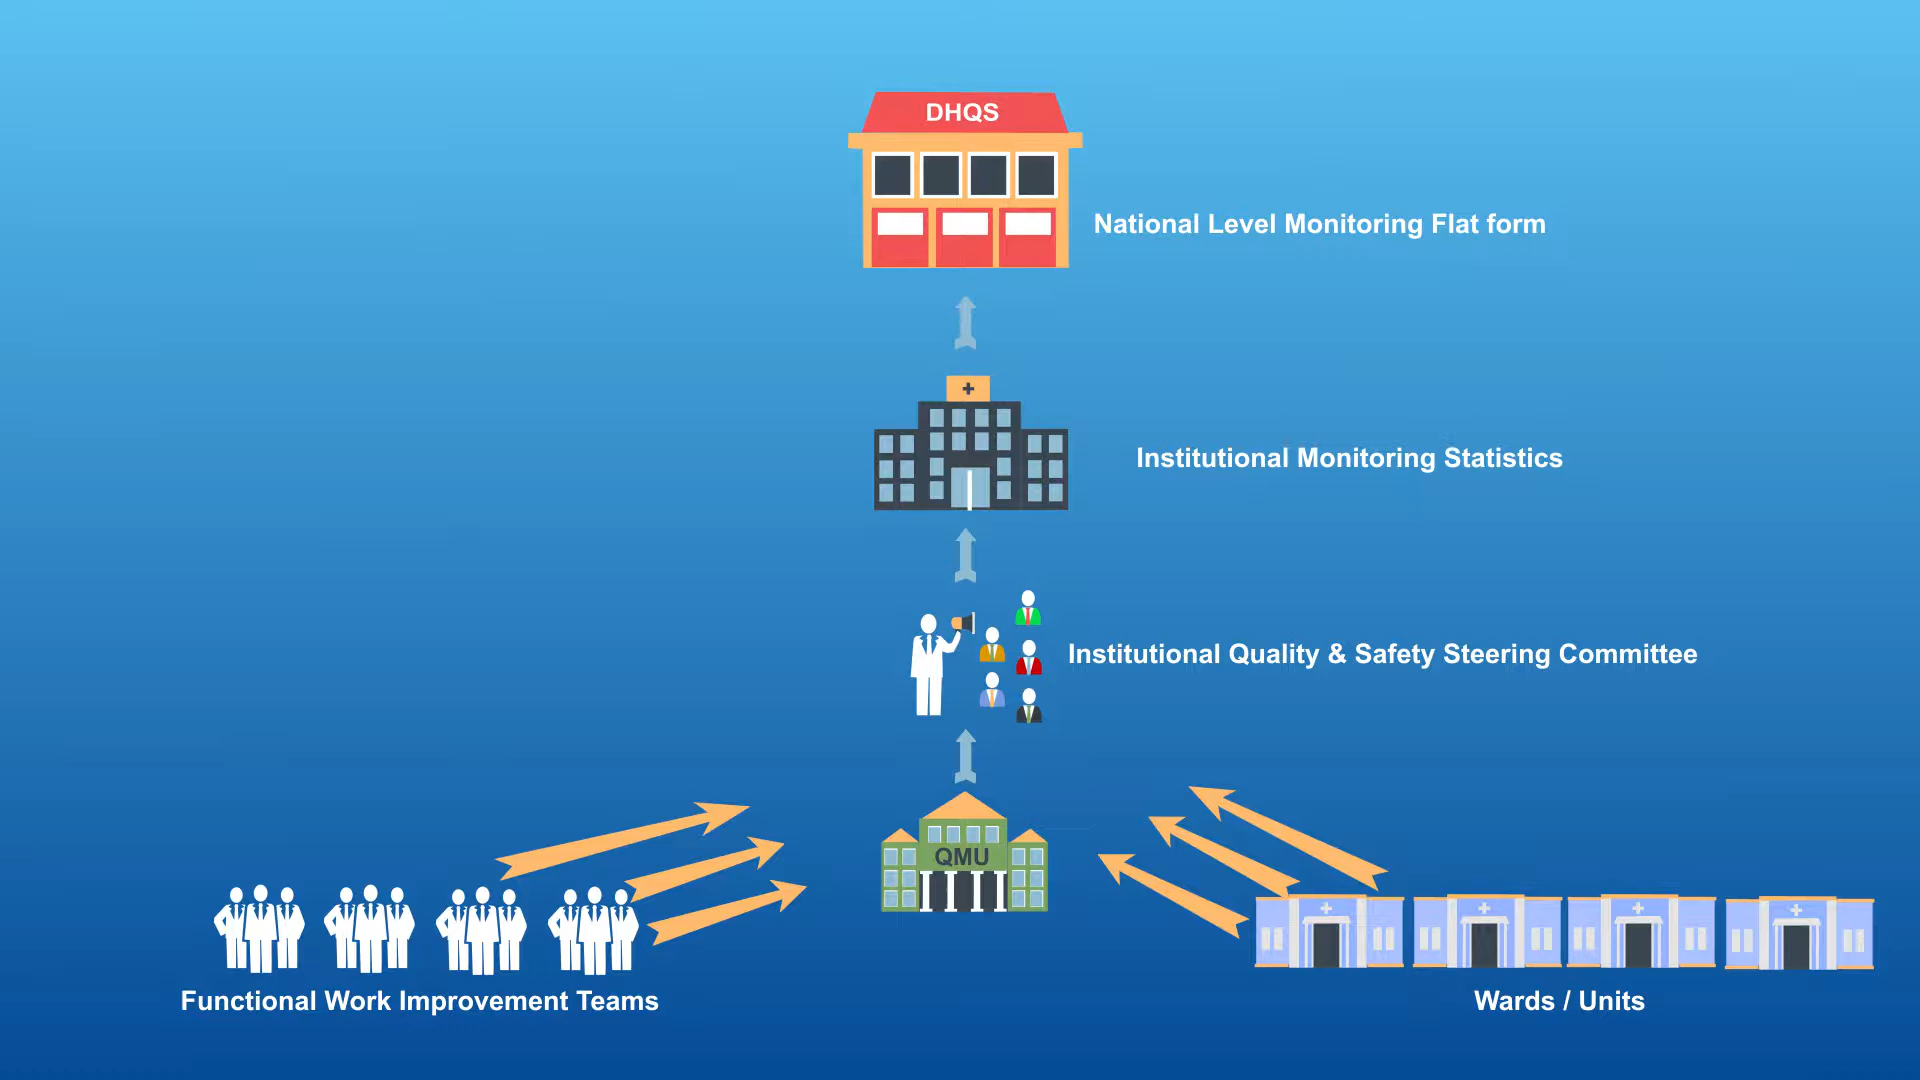 DHQS
National Level Monitoring Flat form
Institutional Monitoring Statistics
Institutional Quality & Safety Steering Committee
QMU
Functional Work Improvement Teams
Wards / Units